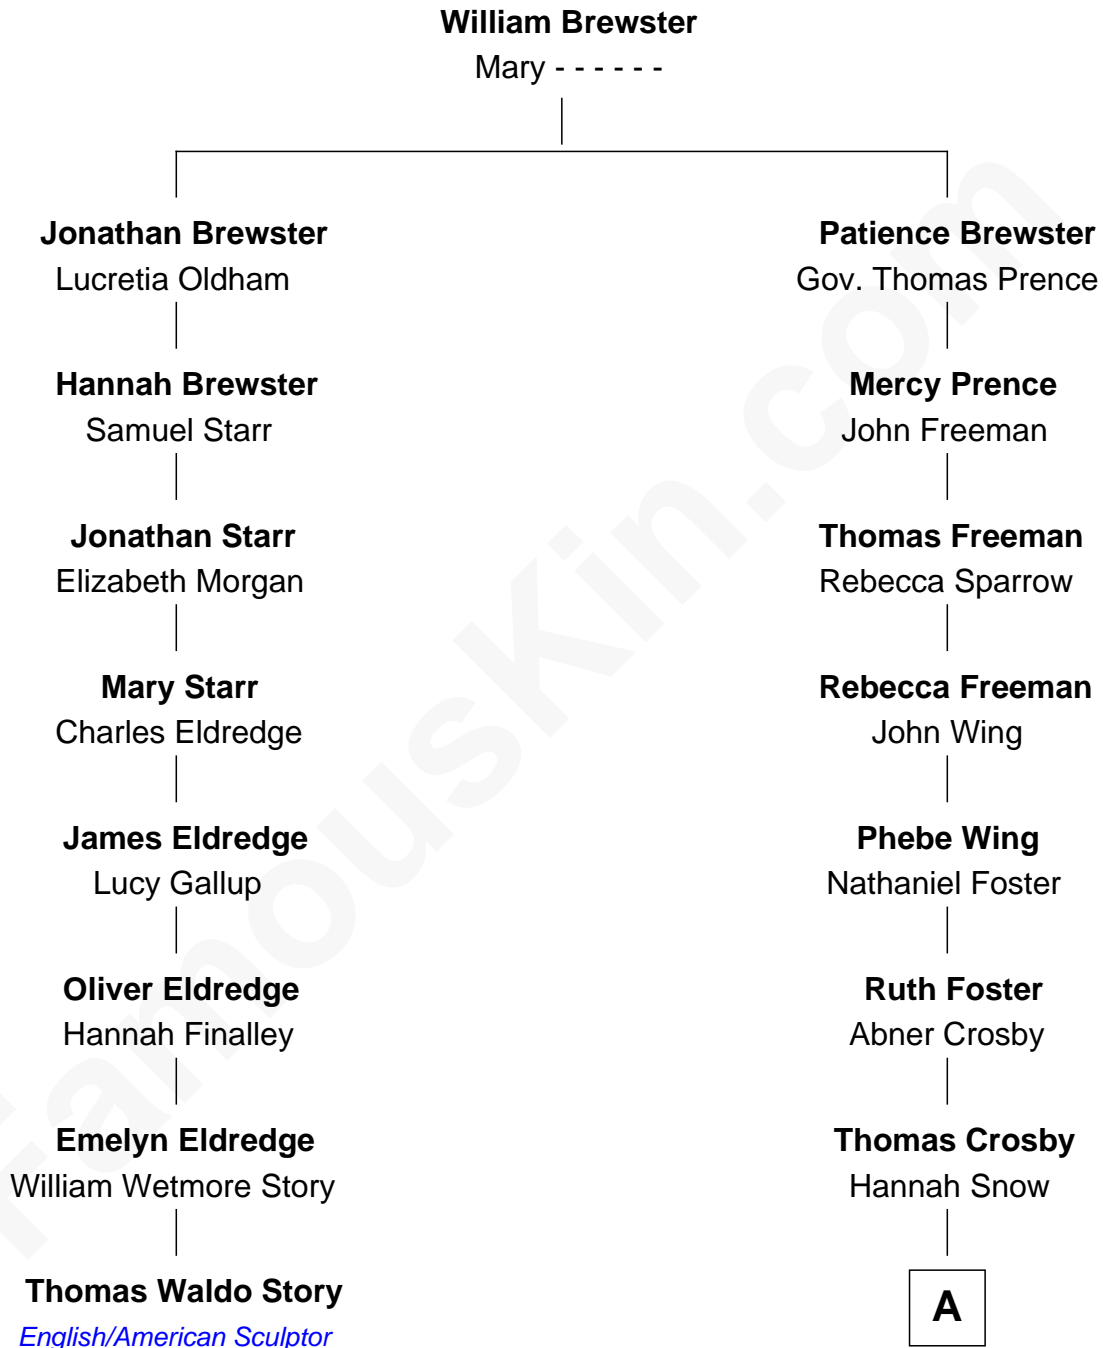 William Brewster
Mary - - - - - -
Jonathan Brewster
Lucretia Oldham
Patience Brewster
Gov. Thomas Prence
Hannah Brewster
Samuel Starr
Mercy Prence
John Freeman
Jonathan Starr
Elizabeth Morgan
Thomas Freeman
Rebecca Sparrow
Mary Starr
Charles Eldredge
Rebecca Freeman
John Wing
James Eldredge
Lucy Gallup
Phebe Wing
Nathaniel Foster
Oliver Eldredge
Hannah Finalley
Ruth Foster
Abner Crosby
Emelyn Eldredge
William Wetmore Story
Thomas Crosby
Hannah Snow
Thomas Waldo Story
English/American Sculptor
A
FamousKin.com